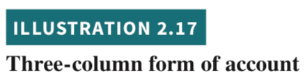 ILLUSTRATION 2.17
Three-column form of account